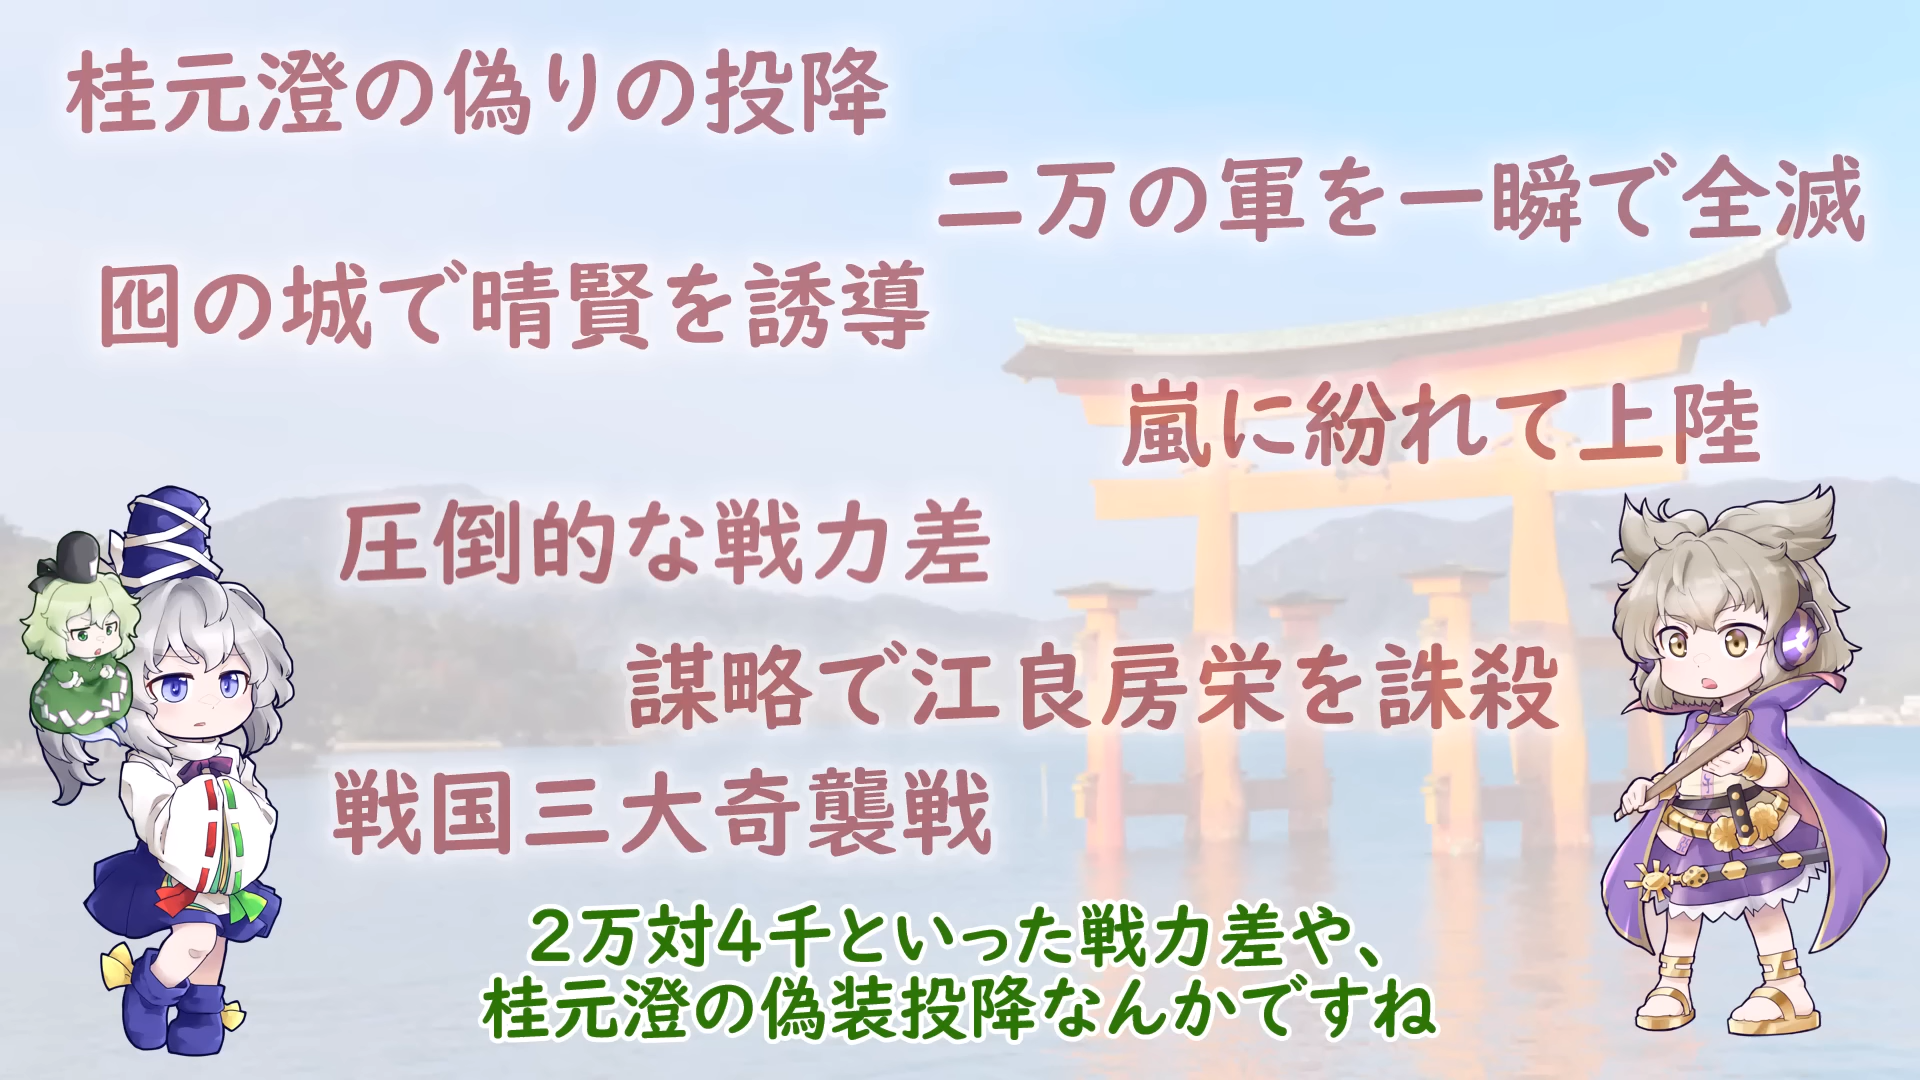 桂元澄の偽りの投降
二万の軍を一瞬で全滅
囮の城で晴賢を誘導
嵐に紛れて上陸
圧倒的な戦力差
謀略で江良房栄を誅殺
戦国三大奇襲戦
2万対4千といった戦力差や、
桂元澄の偽装投降なんかですね